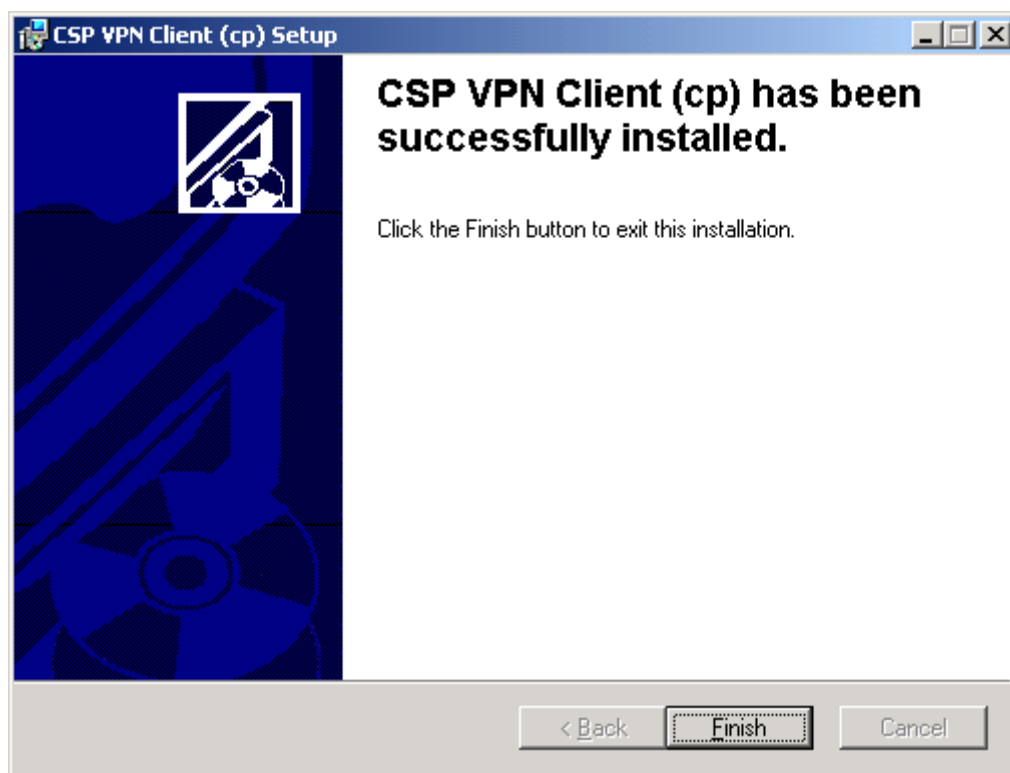 CSP VPN Client (cp) Setup
CSP VPN Client (cp) has been
successfully installed.
Click the Finish button to exit this installation.
< Back
Finish
Cancel